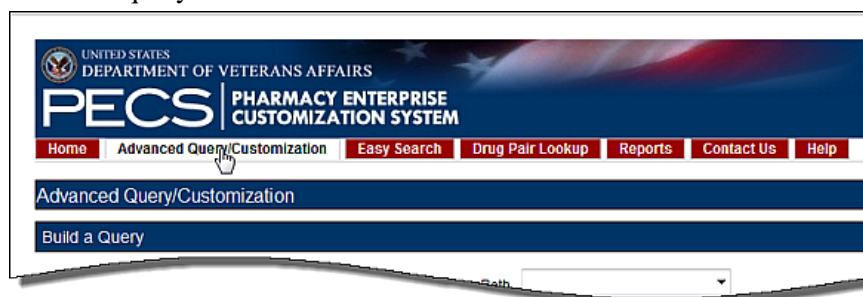 UNITED STATES
DEPARTMENT OF VETERANS AFFAIRS
PECS PHARMACY ENTERPRISE
CUSTOMIZATION SYSTEM
Home Advanced Query/Customization Easy Search Drug Pair Lookup Reports Contact Us Help
Advanced Query/Customization
Build a Query